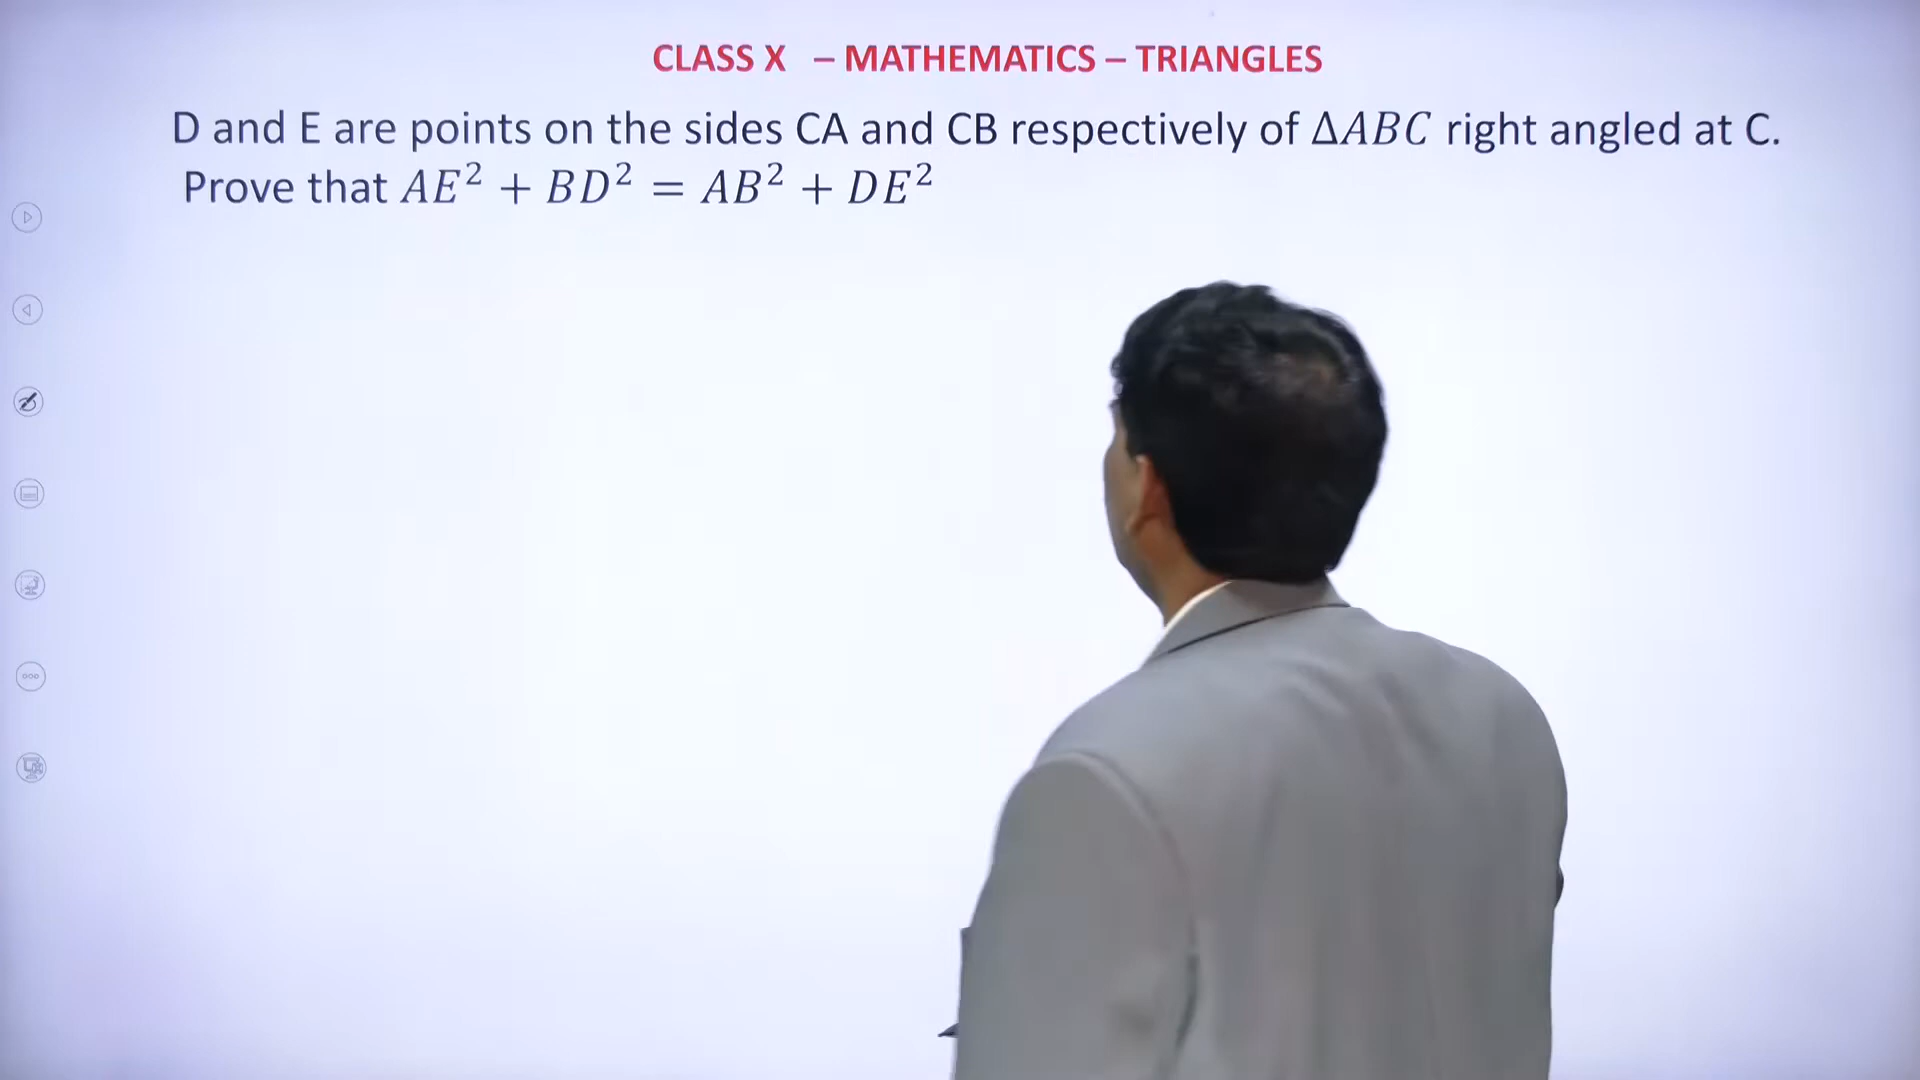 CLASS X – MATHEMATICS – TRIANGLES
D and E are points on the sides CA and CB respectively of ΔABC right angled at C.
Prove that AE² + BD² = AB² + DE²